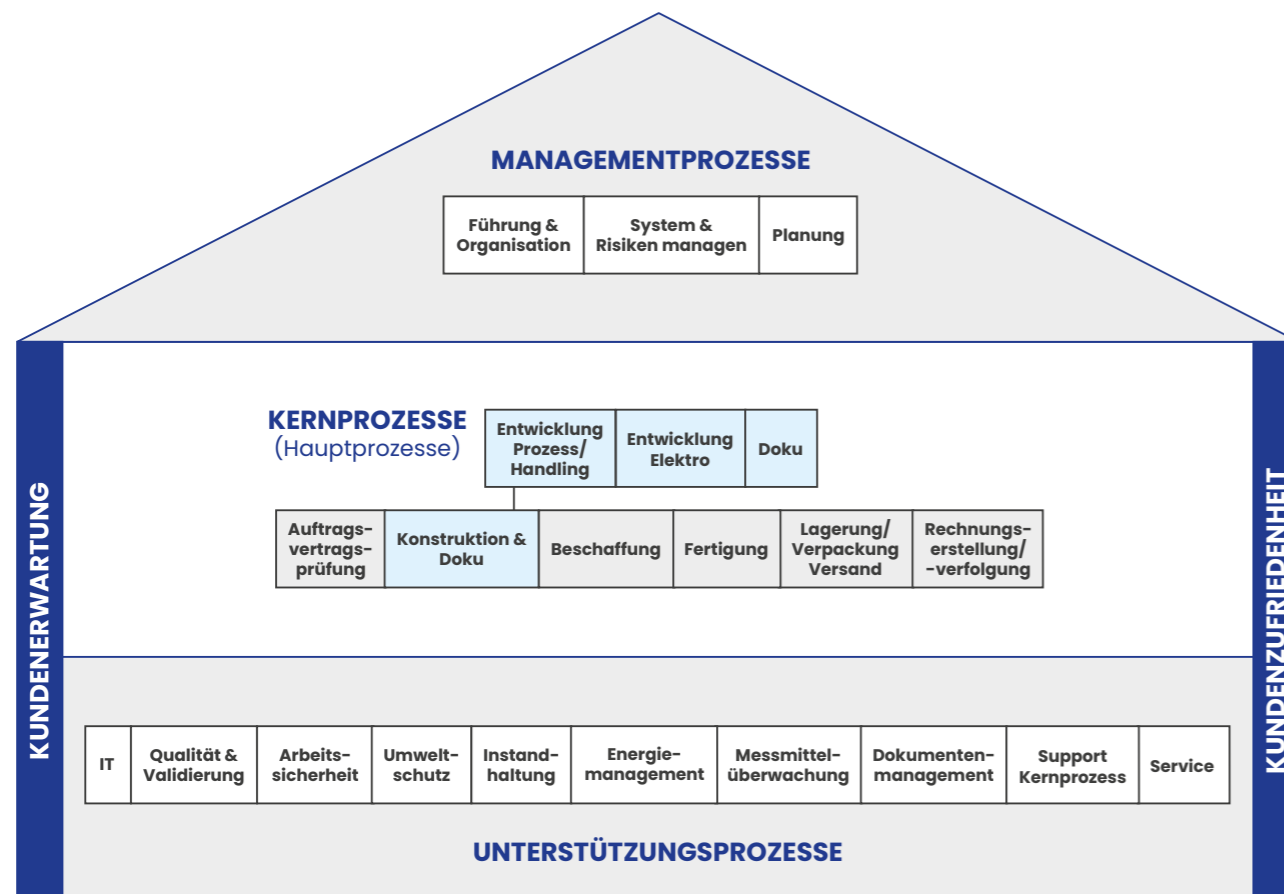 MANAGEMENTPROZESSE
Führung &
Organisation
System &
Risiken managen
Planung
KUNDENERWARTUNG
KERNPROZESSE
(Hauptprozesse)
Entwicklung
Prozess/
Handling
Entwicklung
Elektro
Doku
Auftrags-
vertrags-
prüfung
Konstruktion &
Doku
Beschaffung
Fertigung
Lagerung/
Verpackung
Versand
Rechnungs-
erstellung/
-verfolgung
KUNDENZUFRIEDENHEIT
IT
Qualität &
Validierung
Arbeits-
sicherheit
Umwelt-
schutz
Instand-
haltung
Energie-
management
Messmittel-
überwachung
Dokumenten-
management
Support
Kernprozess
Service
UNTERSTÜTZUNGSPROZESSE